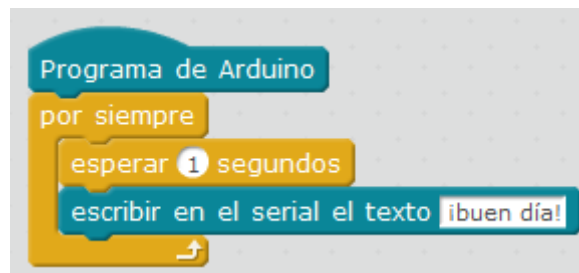 Programa de Arduino
por siempre
esperar 1 segundos
escribir en el serial el texto ¡buen día!